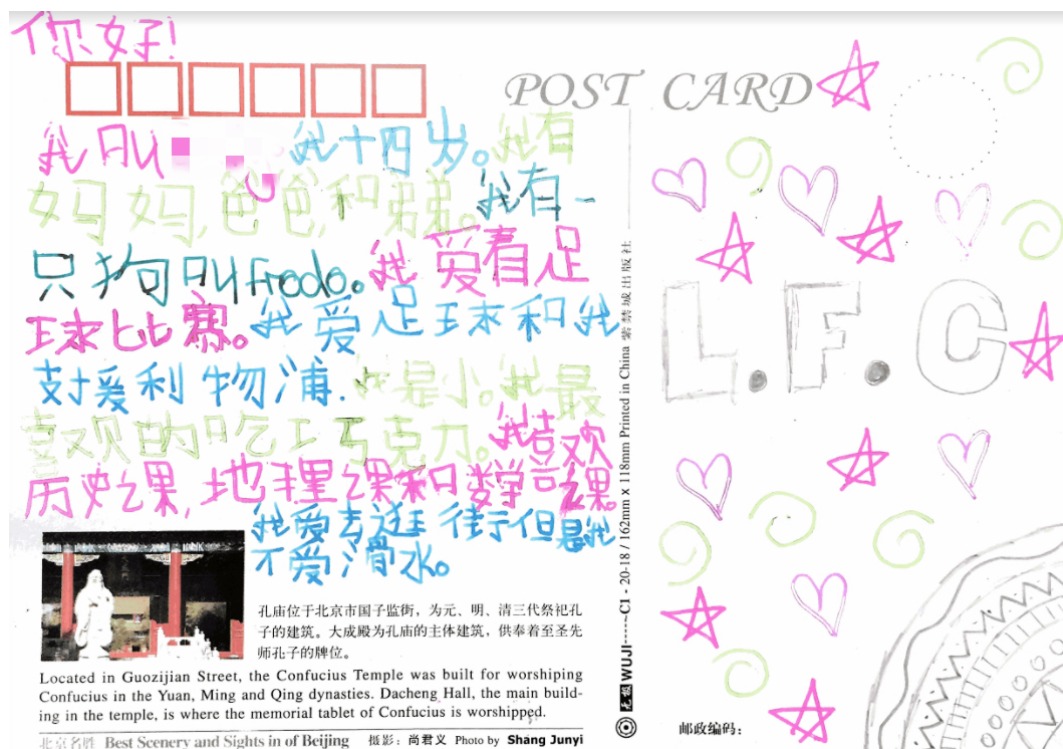 你好!
POST CARD
我叫 我十四岁。我有
妈妈,爸爸,和弟弟。我有一
只狗叫frodo。我爱看足
球比赛。我爱足球和我
支持爱利物浦.我是小。我最
喜欢的吃工巧克力。我喜欢
历史课,地理课和数学课。
我爱去逛街于但是我
不爱滑水。
L.F.C
孔庙位于北京市国子监街,为元、明、清三代祭祀孔
子的建筑。大成殿为孔庙的主体建筑,供奉着至圣先
师孔子的牌位。
Located in Guozijian Street, the Confucius Temple was built for worshiping
Confucius in the Yuan, Ming and Qing dynasties. Dacheng Hall, the main build-
ing in the temple, is where the memorial tablet of Confucius is worshipped.
北京名胜 Best Scenery and Sights in of Beijing 摄影:尚君义 Photo by Shang Junyi
无极 WUJI-----C1 - 20-18 / 162mm x 118mm Printed in China 紫禁城出版社
邮政编码: